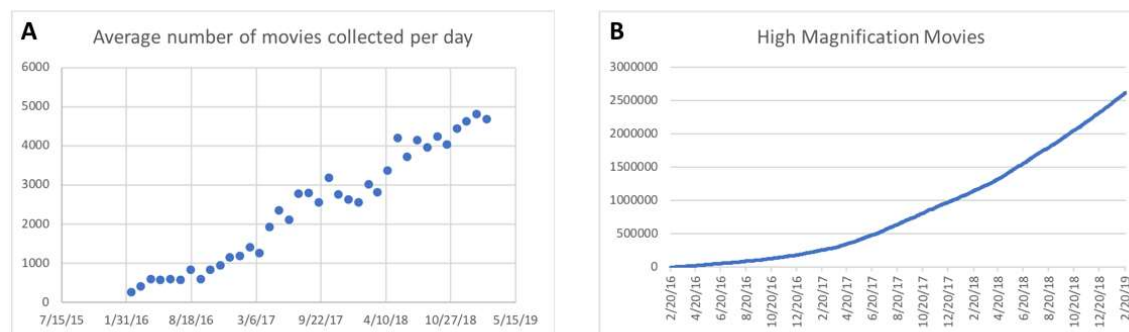 A
Average number of movies collected per day
6000
5000
4000
3000
2000
1000
0
7/15/15 1/31/16 8/18/16 3/6/17 9/22/17 4/10/18 10/27/18 5/15/19
B
High Magnification Movies
3000000
2500000
2000000
1500000
1000000
500000
0
2/20/16 4/20/16 6/20/16 8/20/16 10/20/16 12/20/16 2/20/17 4/20/17 6/20/17 8/20/17 10/20/17 12/20/17 2/20/18 4/20/18 6/20/18 8/20/18 10/20/18 12/20/18 2/20/19